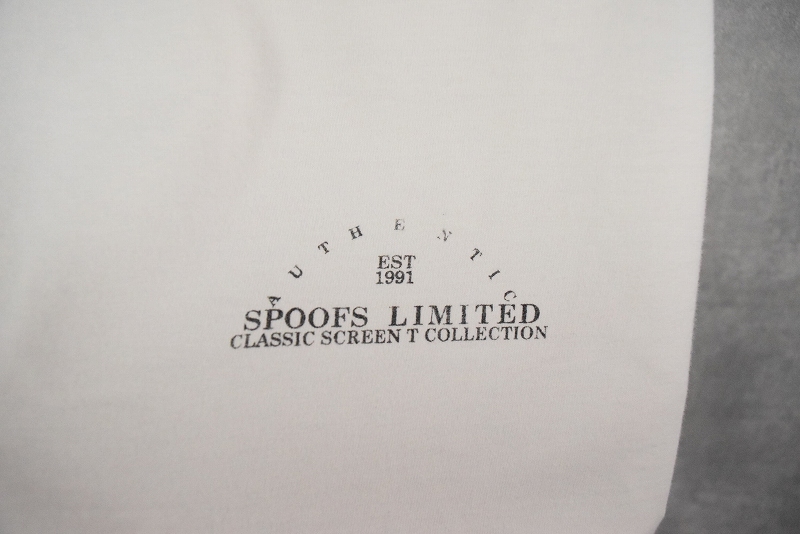 AUTHENTIC
EST
1991
SPOOFS LIMITED
CLASSIC SCREEN T COLLECTION